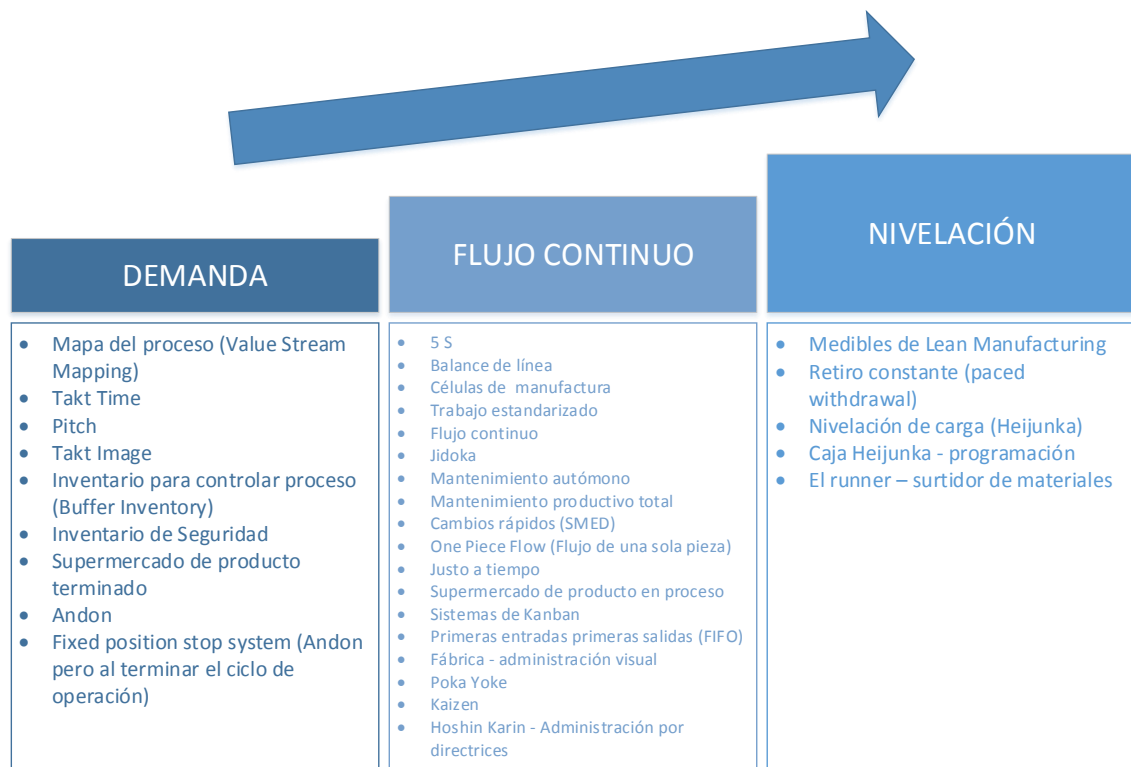 DEMANDA
• Mapa del proceso (Value Stream
Mapping)
• Takt Time
• Pitch
• Takt Image
• Inventario para controlar proceso
(Buffer Inventory)
• Inventario de Seguridad
• Supermercado de producto
terminado
• Andon
• Fixed position stop system (Andon
pero al terminar el ciclo de
operación)
FLUJO CONTINUO
• 5 S
• Balance de línea
• Células de manufactura
• Trabajo estandarizado
• Flujo continuo
• Jidoka
• Mantenimiento autómono
• Mantenimiento productivo total
• Cambios rápidos (SMED)
• One Piece Flow (Flujo de una sola pieza)
• Justo a tiempo
• Supermercado de producto en proceso
• Sistemas de Kanban
• Primeras entradas primeras salidas (FIFO)
• Fábrica - administración visual
• Poka Yoke
• Kaizen
• Hoshin Karin - Administración por
directrices
NIVELACIÓN
• Medibles de Lean Manufacturing
• Retiro constante (paced
withdrawal)
• Nivelación de carga (Heijunka)
• Caja Heijunka - programación
• El runner – surtidor de materiales